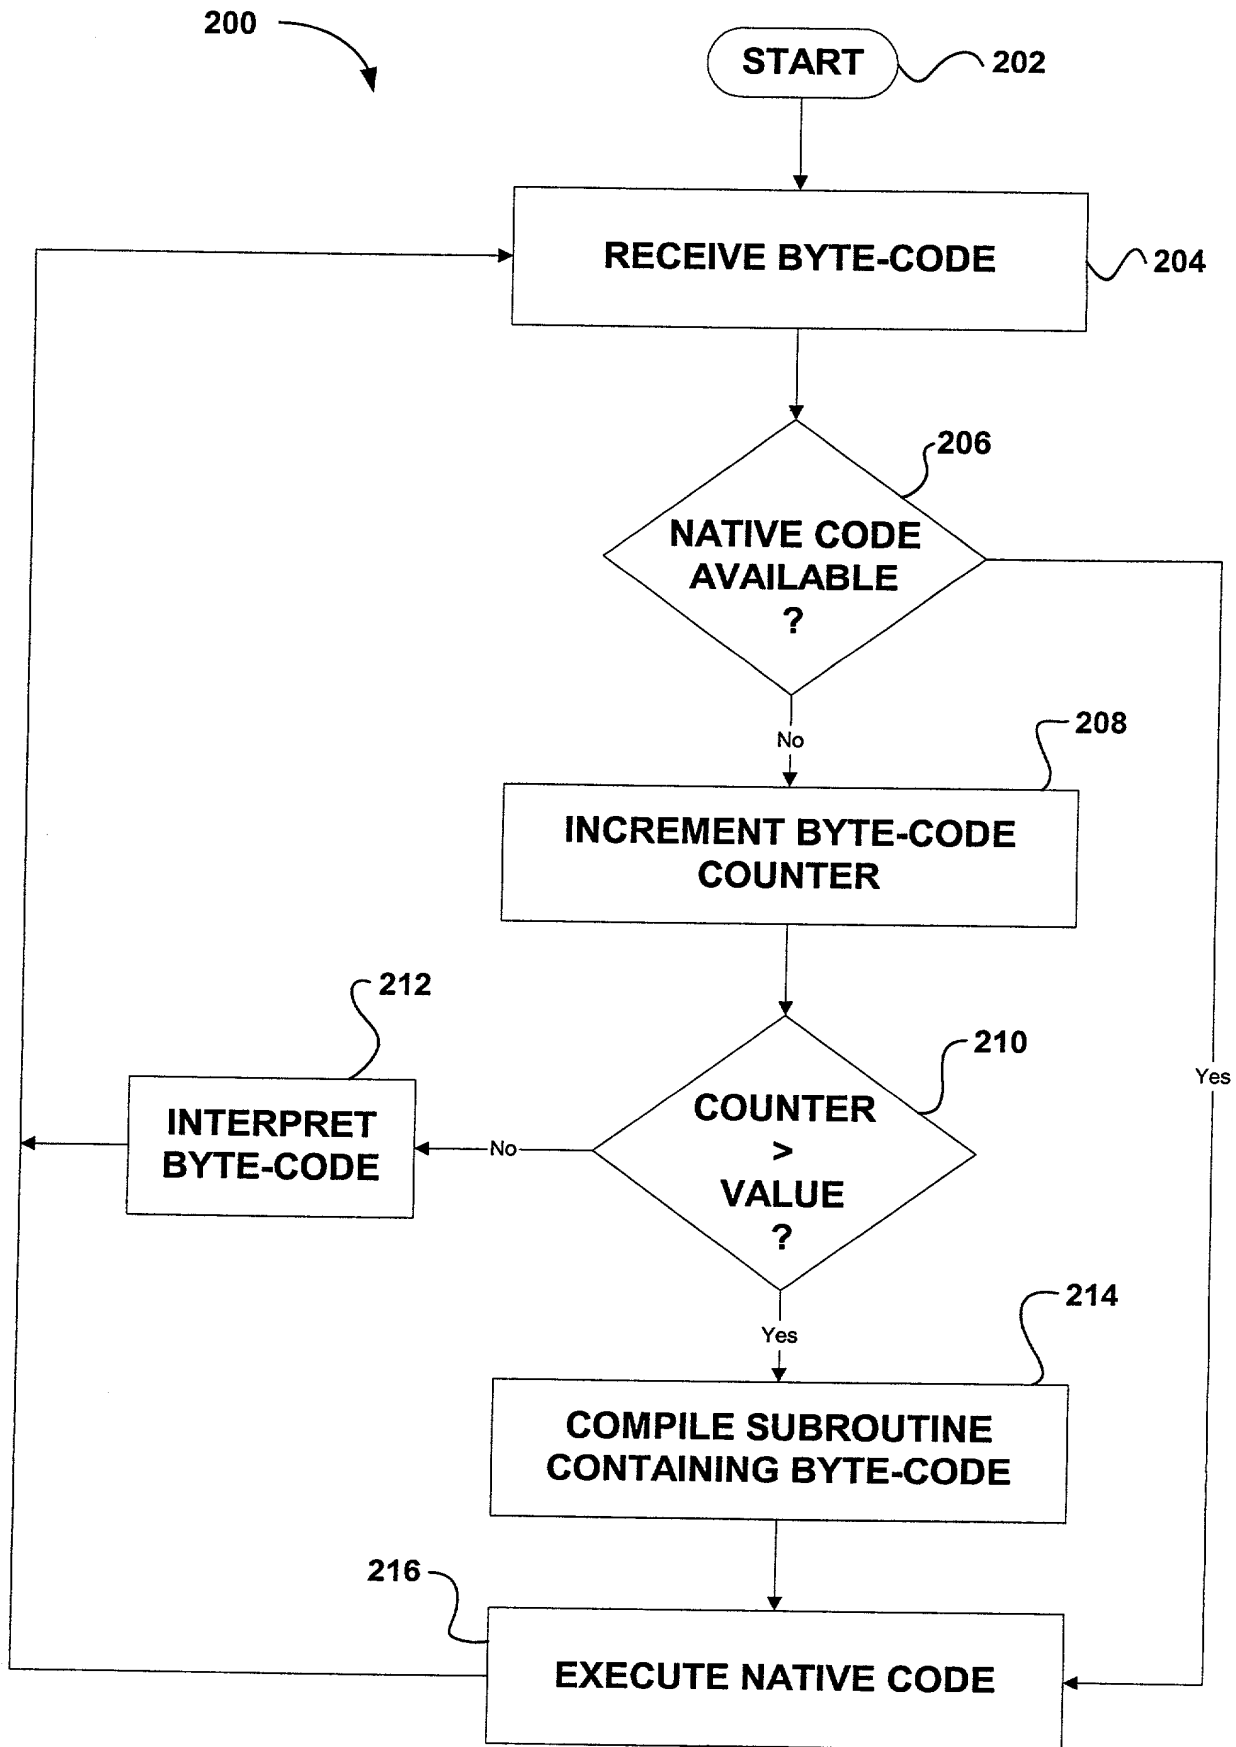 200
START
202
RECEIVE BYTE-CODE
204
206
NATIVE CODE
AVAILABLE
?
No
208
INCREMENT BYTE-CODE
COUNTER
212
210
Yes
INTERPRET
BYTE-CODE
No
COUNTER
>
VALUE
?
Yes
214
COMPILE SUBROUTINE
CONTAINING BYTE-CODE
216
EXECUTE NATIVE CODE